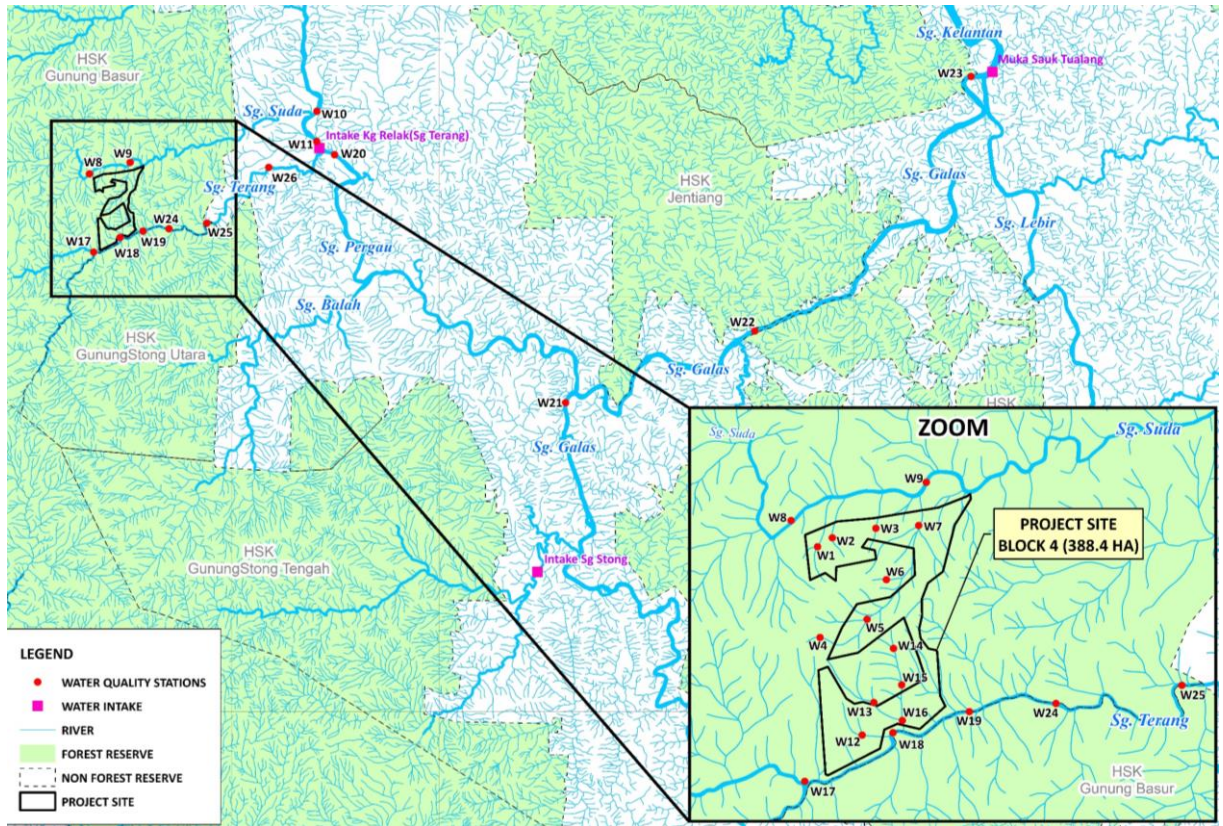 HSK
Gunung Basur
Sg. Kelantan
Muka Sauk Tualang
W23
Sg. Suda
W10
W11
Intake Kg Relak(Sg Terang)
W20
W8
W9
W26
Sg. Terang
HSK
Jentiang
Sg. Galas
W24
W25
W19
W17
W18
Sg. Lebir
Sg. Pergau
Sg. Balah
W22
HSK
GunungStong Utara
Sg. Galas
W21
HSK
Sg. Galas
HSK
GunungStong Tengah
Intake Sg Stong
ZOOM
Sg. Suda
Sg. Suda
W9
W8
W3
W7
W2
W1
PROJECT SITE
BLOCK 4 (388.4 HA)
W6
W5
W4
W14
W15
W25
W13
W24
W16
W19
Sg. Terang
W12
W18
W17
HSK
Gunung Basur
LEGEND
WATER QUALITY STATIONS
WATER INTAKE
RIVER
FOREST RESERVE
NON FOREST RESERVE
PROJECT SITE